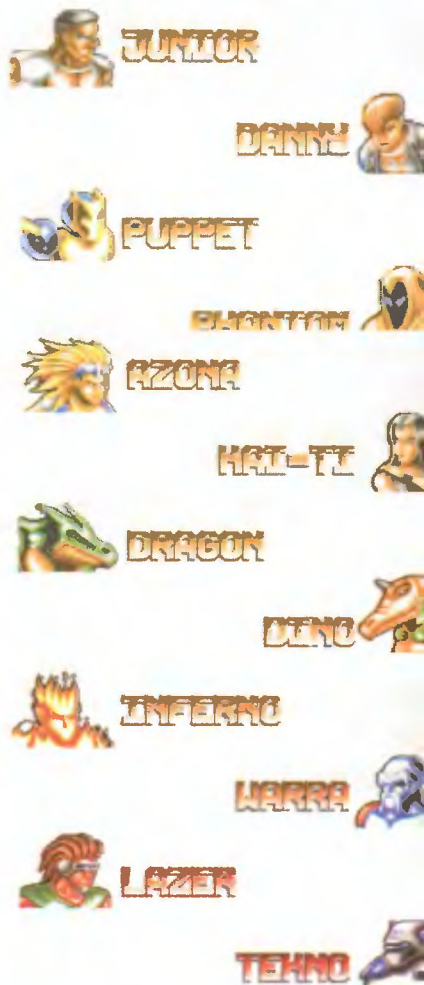 JUNIOR
DANNY
PUPPET
PHANTOM
AZONA
KAI-TI
DRAGON
DINO
INFERNO
WARRA
LAZER
TEKNO